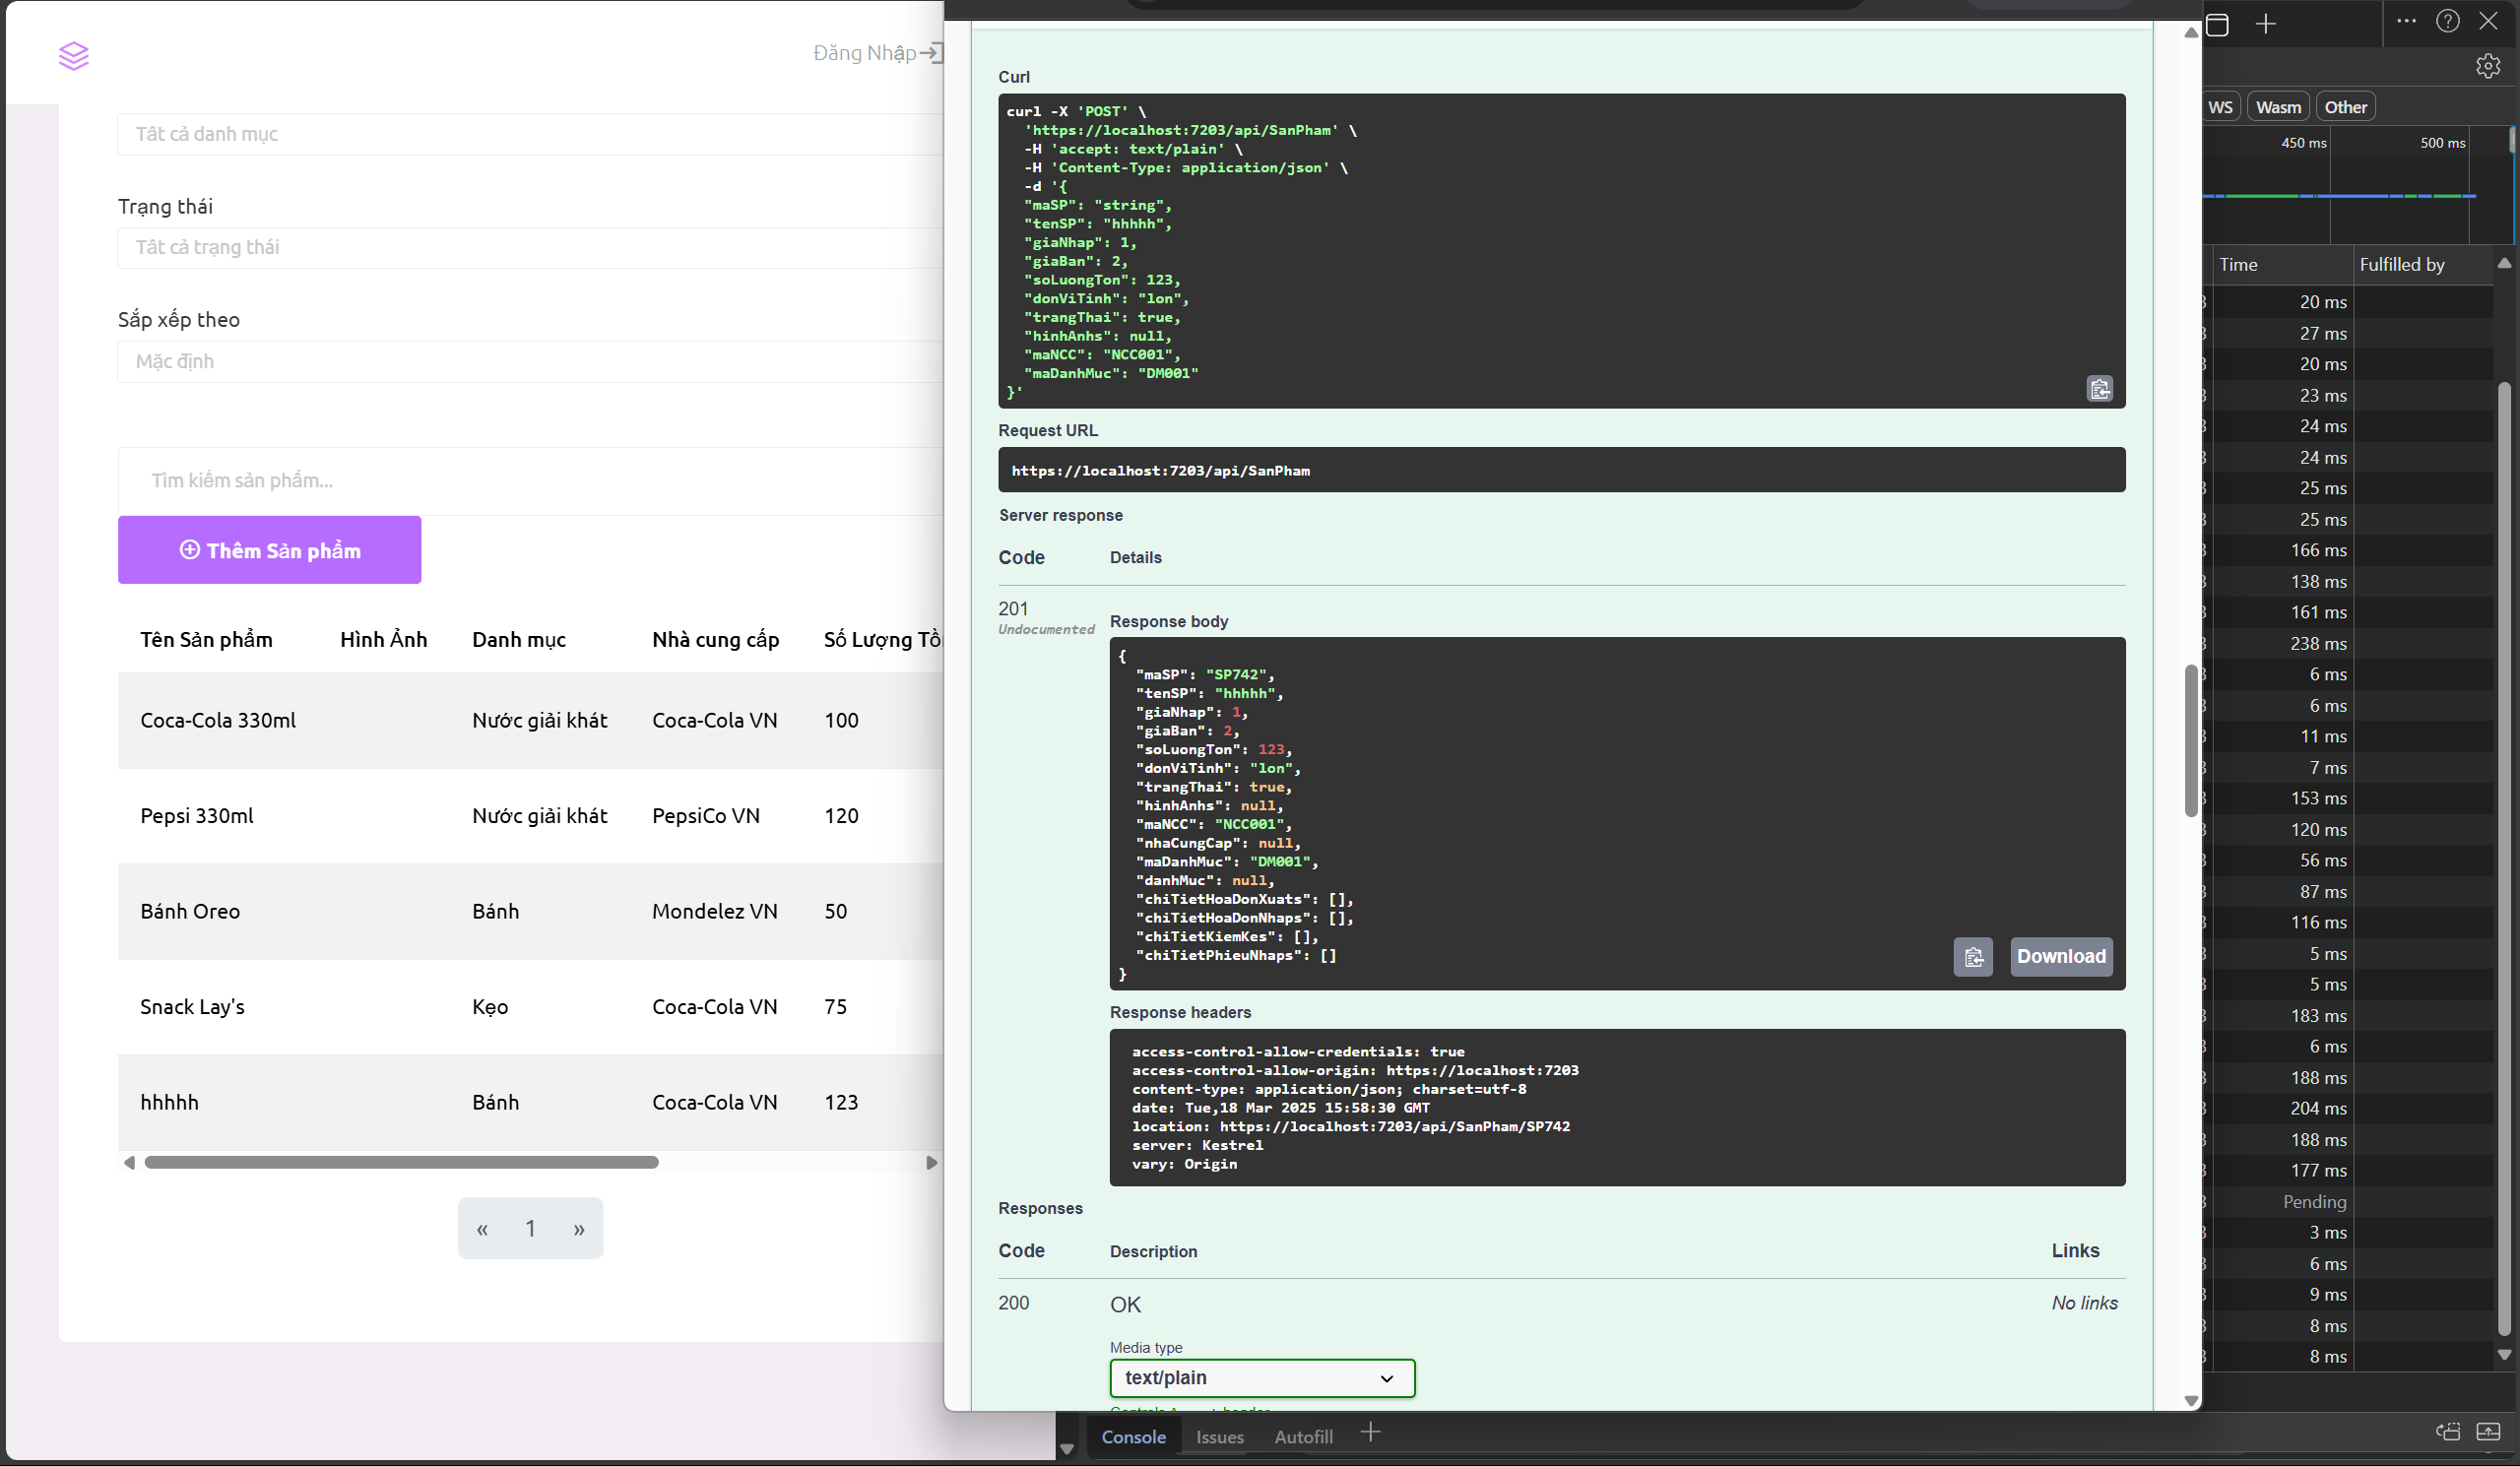 Đăng Nhập
Tât cả danh mục
Trạng thái
Tât cả trạng thái
Sắp xếp theo
Mặc định
Tìm kiếm sản phẩm...
Thêm Sản phẩm
Tên Sản phẩm Hình Ảnh Danh mục Nhà cung cấp Số Lượng
Coca-Cola 330ml Nước giải khát Coca-Cola VN 100
Pepsi 330ml Nước giải khát PepsiCo VN 120
Bánh Oreo Bánh Mondelez VN 50
Snack Lay's Kẹo Coca-Cola VN 75
hhhhh Bánh Coca-Cola VN 123
« 1 »
Curl
curl -X 'POST' \
'https://localhost:7203/api/SanPham' \
-H 'accept: text/plain' \
-H 'Content-Type: application/json' \
-d '{
"maSP": "string",
"tenSP": "hhhhh",
"giaNhap": 1,
"giaBan": 2,
"soLuongTon": 123,
"donViTinh": "lon",
"trangThai": true,
"hinhAnhs": null,
"maNCC": "NCC001",
"maDanhMuc": "DM001"
}'
Request URL
https://localhost:7203/api/SanPham
Server response
Code Details
201
Undocumented
Response body
{
"maSP": "SP742",
"tenSP": "hhhhh",
"giaNhap": 1,
"giaBan": 2,
"soLuongTon": 123,
"donViTinh": "lon",
"trangThai": true,
"hinhAnhs": null,
"maNCC": "NCC001",
"nhaCungCap": null,
"maDanhMuc": "DM001",
"danhMuc": null,
"chiTietHoaDonXuats": [],
"chiTietHoaDonNhaps": [],
"chiTietKiemKes": [],
"chiTietPhieuNhaps": []
}
Download
Response headers
access-control-allow-credentials: true
access-control-allow-origin: https://localhost:7203
content-type: application/json; charset=utf-8
date: Tue,18 Mar 2025 15:58:30 GMT
location: https://localhost:7203/api/SanPham/SP742
server: Kestrel
vary: Origin
Responses
Code Description Links
200 OK No links
Media type
text/plain
WS Wasm Other
450 ms 500 ms
Time Fulfilled by
20 ms
27 ms
20 ms
23 ms
24 ms
24 ms
25 ms
25 ms
166 ms
138 ms
161 ms
238 ms
6 ms
6 ms
11 ms
7 ms
153 ms
120 ms
56 ms
87 ms
116 ms
5 ms
5 ms
183 ms
6 ms
188 ms
204 ms
188 ms
177 ms
Pending
3 ms
6 ms
9 ms
8 ms
8 ms
Console Issues Autofill